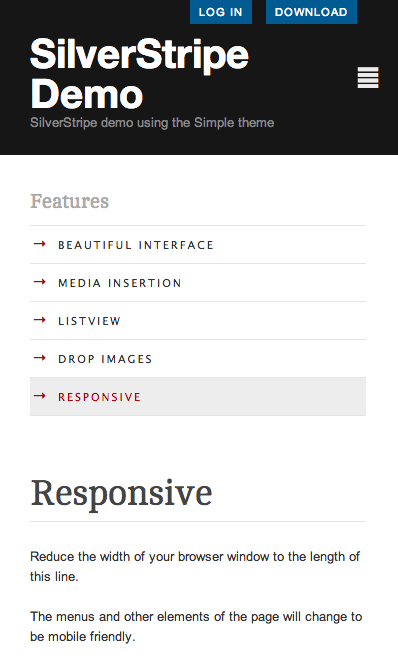 LOG IN
DOWNLOAD
SilverStripe
Demo
SilverStripe demo using the Simple theme
Features
→ BEAUTIFUL INTERFACE
→ MEDIA INSERTION
→ LISTVIEW
→ DROP IMAGES
→ RESPONSIVE
Responsive
Reduce the width of your browser window to the length of
this line.
The menus and other elements of the page will change to
be mobile friendly.